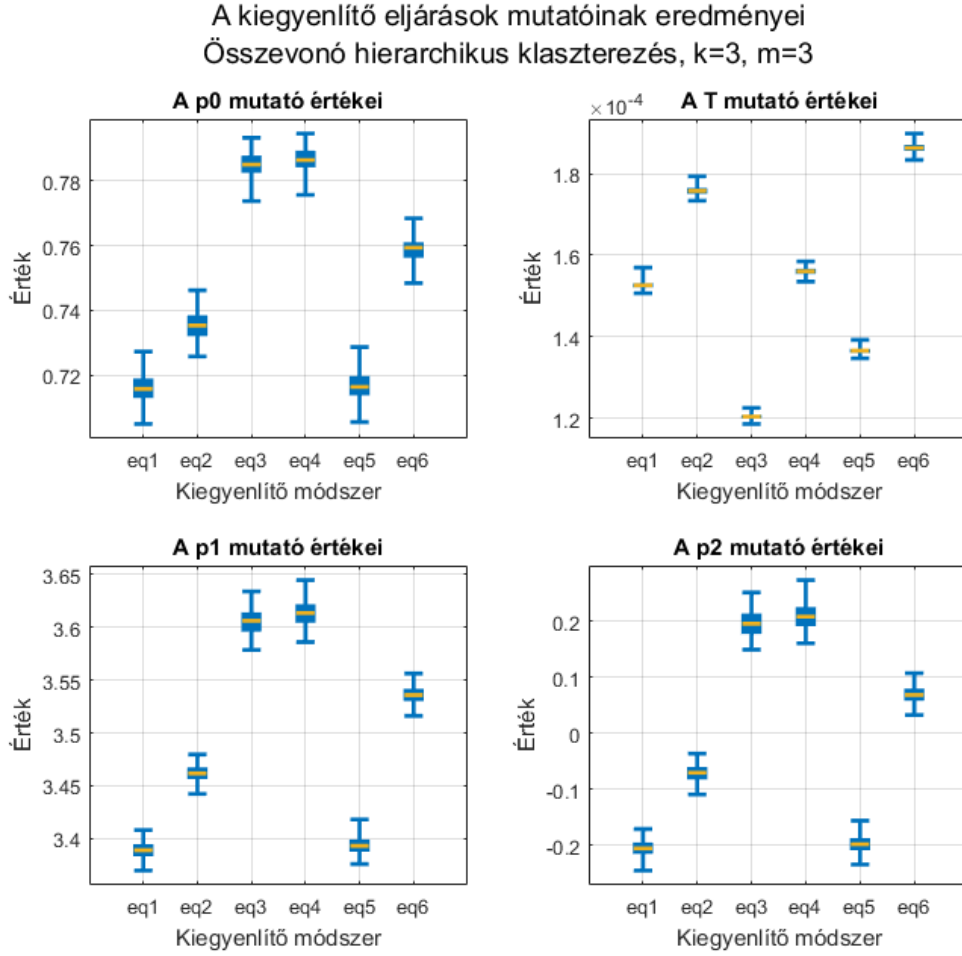 A kiegyenlítő eljárások mutatóinak eredményei
Összevonó hierarchikus klaszterezés, k=3, m=3
A p0 mutató értékei
0.78
0.76
0.74
0.72
Érték
eq1 eq2 eq3 eq4 eq5 eq6
Kiegyenlítő módszer
×10⁻⁴
A T mutató értékei
1.8
1.6
1.4
1.2
Érték
eq1 eq2 eq3 eq4 eq5 eq6
Kiegyenlítő módszer
A p1 mutató értékei
3.65
3.6
3.55
3.5
3.45
3.4
Érték
eq1 eq2 eq3 eq4 eq5 eq6
Kiegyenlítő módszer
A p2 mutató értékei
0.2
0.1
0
-0.1
-0.2
Érték
eq1 eq2 eq3 eq4 eq5 eq6
Kiegyenlítő módszer